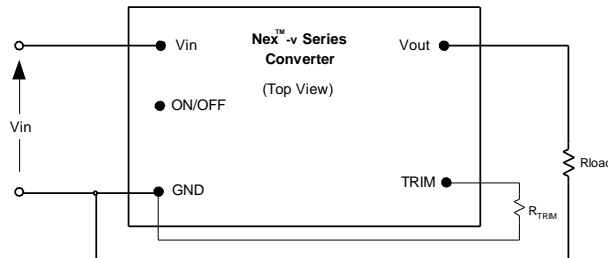 Nex™-v Series
Converter
(Top View)
Vin
Vout
ON/OFF
Vin
Rload
TRIM
GND
RTRIM